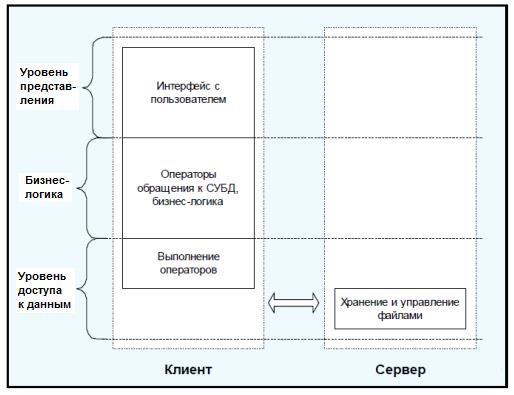 Уровень
представ-
ления
Интерфейс с
пользователем
Бизнес-
логика
Операторы
обращения к СУБД,
бизнес-логика
Уровень
доступа
к данным
Выполнение
операторов
Хранение и управление
файлами
Клиент
Сервер